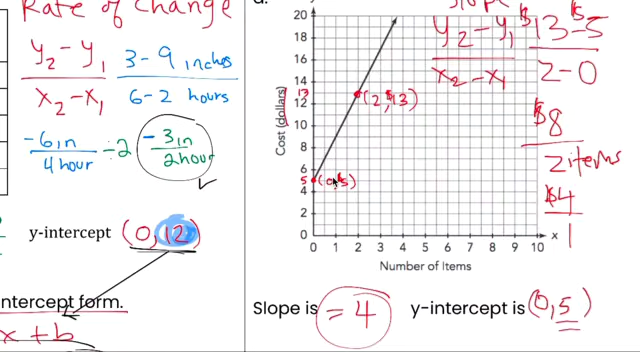 Rate of Change
y₂ - y₁
x₂ - x₁
3 - 9 inches
6 - 2 hours
-6 in
4 hour
÷2
-3 in
2 hour
y-intercept (0, 12)
ntercept form.
x + b
20
18
16
14
13
12
10
8
6
5
4
2
0
Cost (dollars)
(2, $13)
(0, $5)
0 1 2 3 4 5 6 7 8 9 10 x
Number of Items
y₂ - y₁
x₂ - x₁
$13 - $5
2 - 0
$8
2 items
$4
1
Slope is = 4
y-intercept is (0, 5)